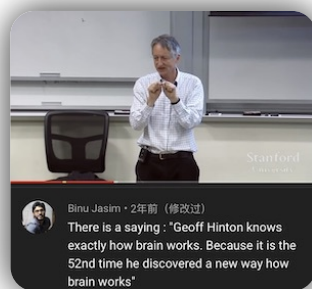 Stanford
Binu Jasim • 2年前（修改过）
There is a saying : "Geoff Hinton knows
exactly how brain works. Because it is the
52nd time he discovered a new way how
brain works"